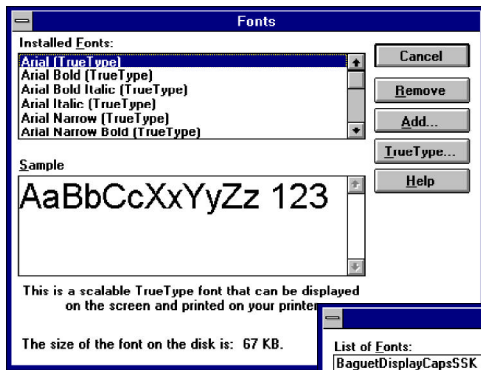 Fonts
Installed Fonts:
Arial (TrueType)
Arial Bold (TrueType)
Arial Bold Italic (TrueType)
Arial Italic (TrueType)
Arial Narrow (TrueType)
Arial Narrow Bold (TrueType)
Cancel
Remove
Add...
TrueType...
Help
Sample
AaBbCcXxYyZz 123
This is a scalable TrueType font that can be displayed
on the screen and printed on your printer
The size of the font on the disk is: 67 KB.
List of Fonts:
BaguetDisplayCapsSSK